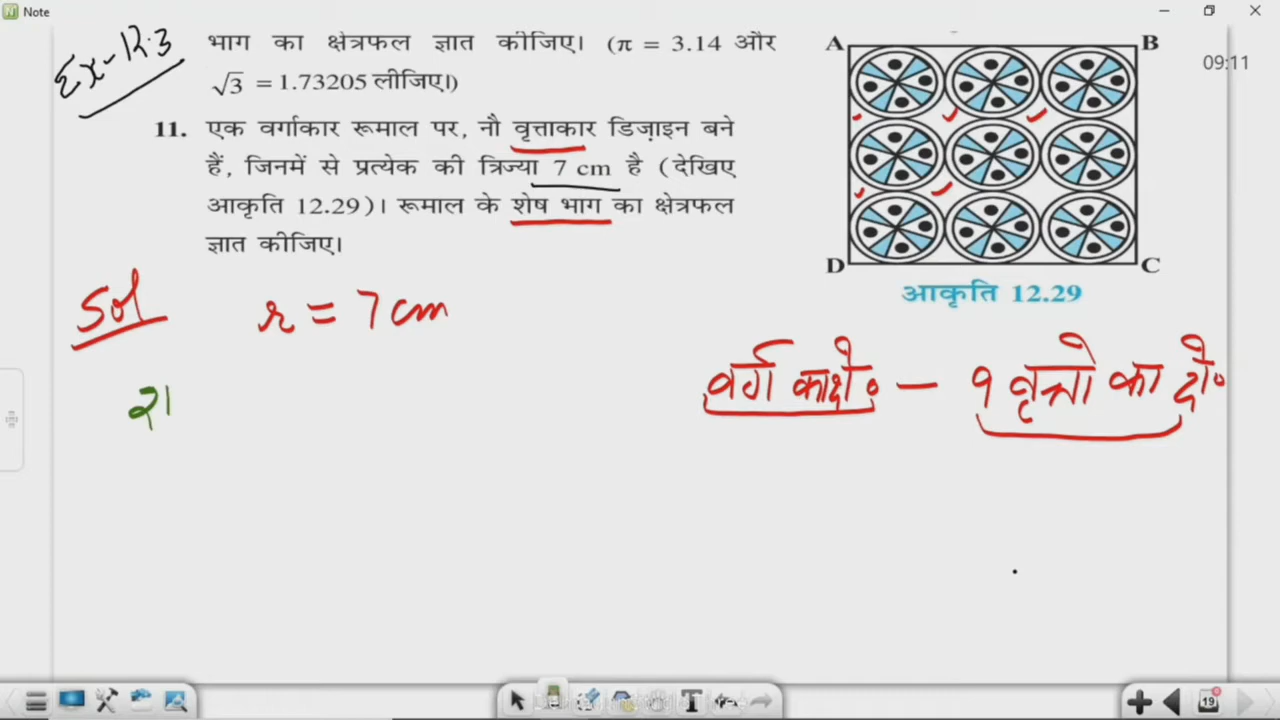 Note
Ex-12.3
भाग का क्षेत्रफल ज्ञात कीजिए। (π = 3.14 और
√3 = 1.73205 लीजिए।)
09:11
11. एक वर्गाकार रूमाल पर, नौ वृत्ताकार डिज़ाइन बने
हैं, जिनमें से प्रत्येक की त्रिज्या 7 cm है (देखिए
आकृति 12.29)। रूमाल के शेष भाग का क्षेत्रफल
ज्ञात कीजिए।
A B
D C
आकृति 12.29
Sol r = 7 cm
वर्ग का क्षे० — 9 वृत्तों का क्षे०
19